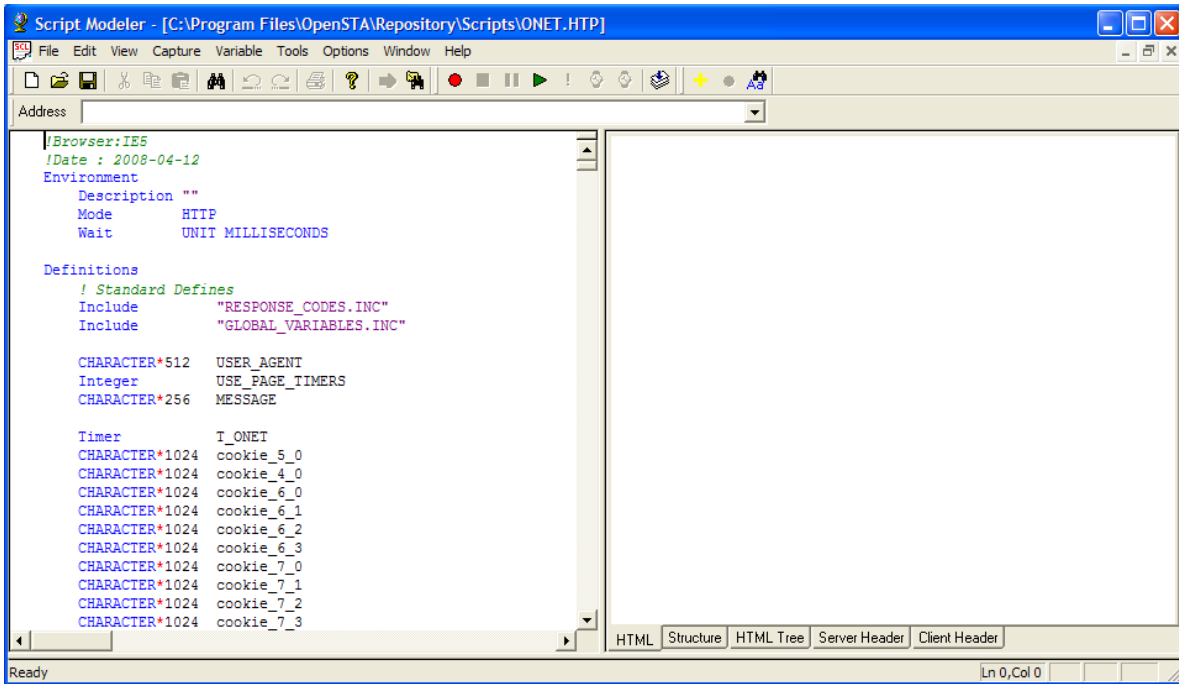 Script Modeler - [C:\Program Files\OpenSTA\Repository\Scripts\ONET.HTP]
SCL File Edit View Capture Variable Tools Options Window Help
Address
!Browser:IE5
!Date : 2008-04-12
Environment
Description ""
Mode HTTP
Wait UNIT MILLISECONDS
Definitions
! Standard Defines
Include "RESPONSE_CODES.INC"
Include "GLOBAL_VARIABLES.INC"
CHARACTER*512 USER_AGENT
Integer USE_PAGE_TIMERS
CHARACTER*256 MESSAGE
Timer T_ONET
CHARACTER*1024 cookie_5_0
CHARACTER*1024 cookie_4_0
CHARACTER*1024 cookie_6_0
CHARACTER*1024 cookie_6_1
CHARACTER*1024 cookie_6_2
CHARACTER*1024 cookie_6_3
CHARACTER*1024 cookie_7_0
CHARACTER*1024 cookie_7_1
CHARACTER*1024 cookie_7_2
CHARACTER*1024 cookie_7_3
HTML Structure HTML Tree Server Header Client Header
Ready Ln 0,Col 0